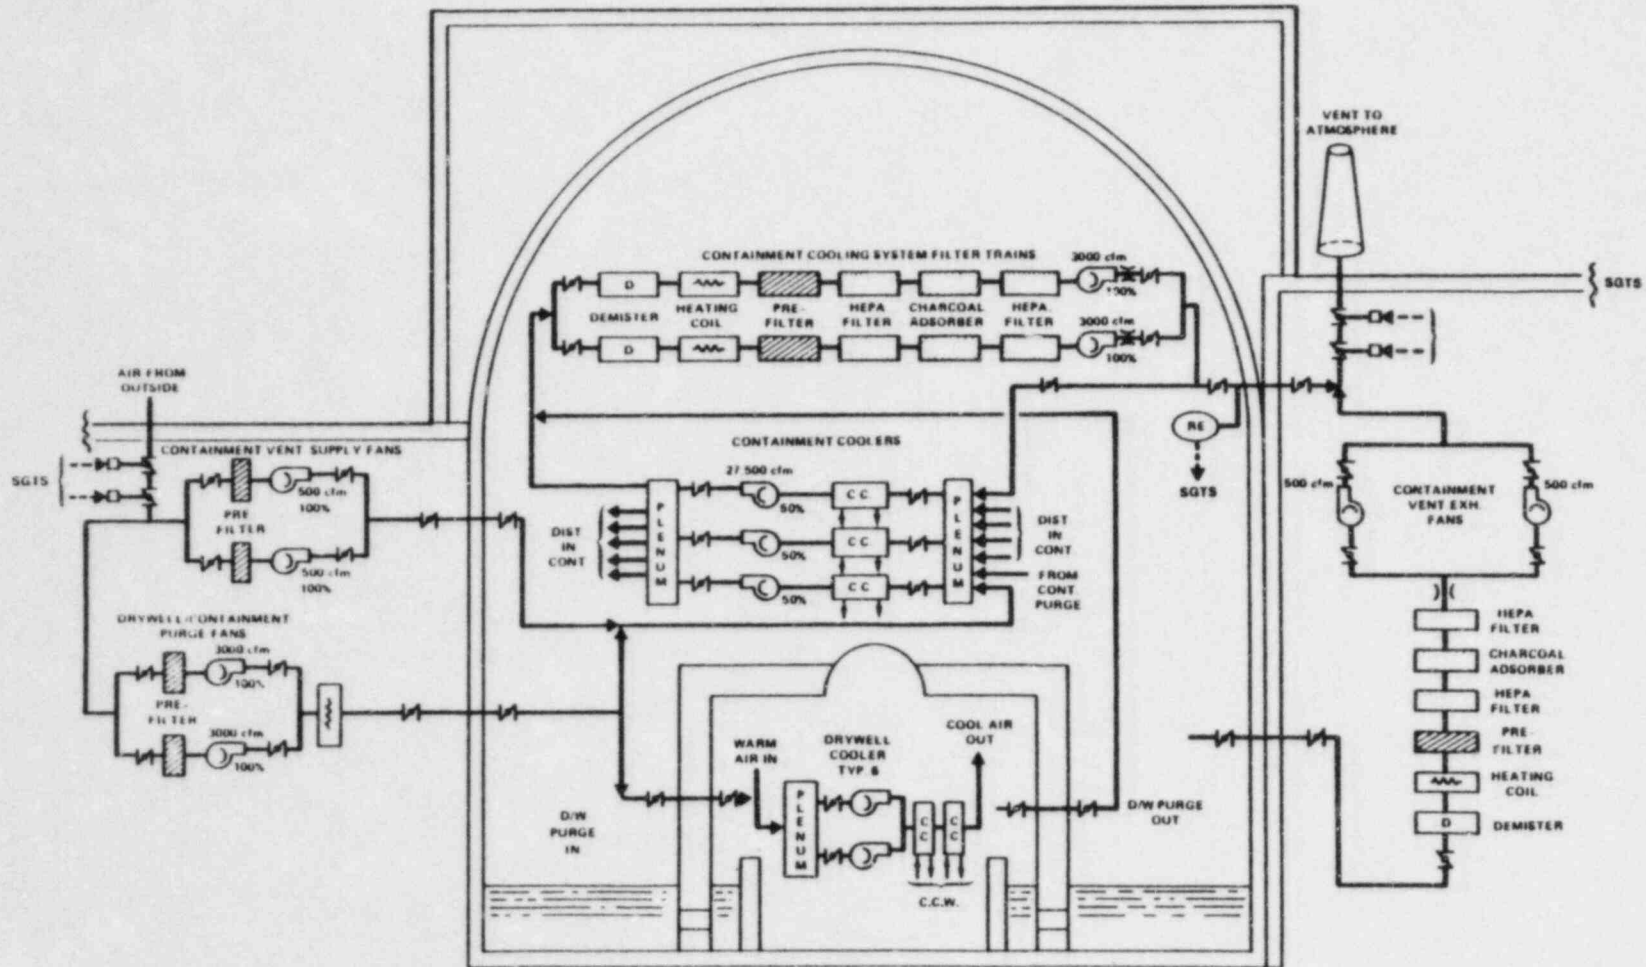 VENT TO
ATMOSPHERE
SGTS
CONTAINMENT COOLING SYSTEM FILTER TRAINS
3000 cfm
100%
D
DEMISTER
HEATING
COIL
PRE-
FILTER
HEPA
FILTER
CHARCOAL
ADSORBER
HEPA
FILTER
3000 cfm
D
100%
AIR FROM
OUTSIDE
SGTS
CONTAINMENT VENT SUPPLY FANS
500 cfm
100%
PRE
FILTER
500 cfm
100%
CONTAINMENT COOLERS
27 500 cfm
50%
50%
50%
C C
C C
C C
PLENUM
PLENUM
DIST
IN
CONT
DIST
IN
CONT.
FROM
CONT
PURGE
RE
SGTS
500 cfm
500 cfm
CONTAINMENT
VENT EXH.
FANS
HEPA
FILTER
CHARCOAL
ADSORBER
HEPA
FILTER
PRE-
FILTER
HEATING
COIL
D
DEMISTER
DRYWELL/CONTAINMENT
PURGE FANS
3000 cfm
100%
PRE-
FILTER
3000 cfm
100%
D/W
PURGE
IN
WARM
AIR IN
DRYWELL
COOLER
TYP. 6
COOL AIR
OUT
PLENUM
CC
CC
C.C.W.
D/W PURGE
OUT